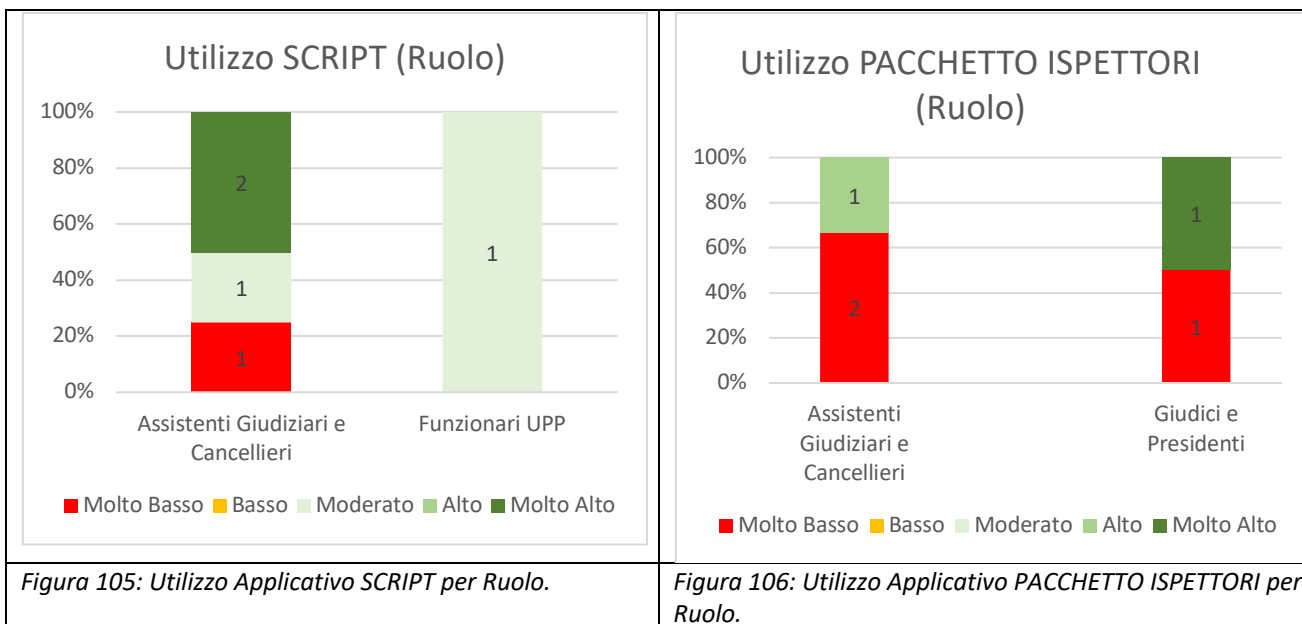 Utilizzo SCRIPT (Ruolo)
100%
80%
60%
40%
20%
0%
2
1
1
1
Assistenti Giudiziari e
Cancellieri
Funzionari UPP
Molto Basso Basso Moderato Alto Molto Alto
Figura 105: Utilizzo Applicativo SCRIPT per Ruolo.
Utilizzo PACCHETTO ISPETTORI
(Ruolo)
100%
80%
60%
40%
20%
0%
1
2
1
1
Assistenti
Giudiziari e
Cancellieri
Giudici e
Presidenti
Molto Basso Basso Moderato Alto Molto Alto
Figura 106: Utilizzo Applicativo PACCHETTO ISPETTORI per
Ruolo.